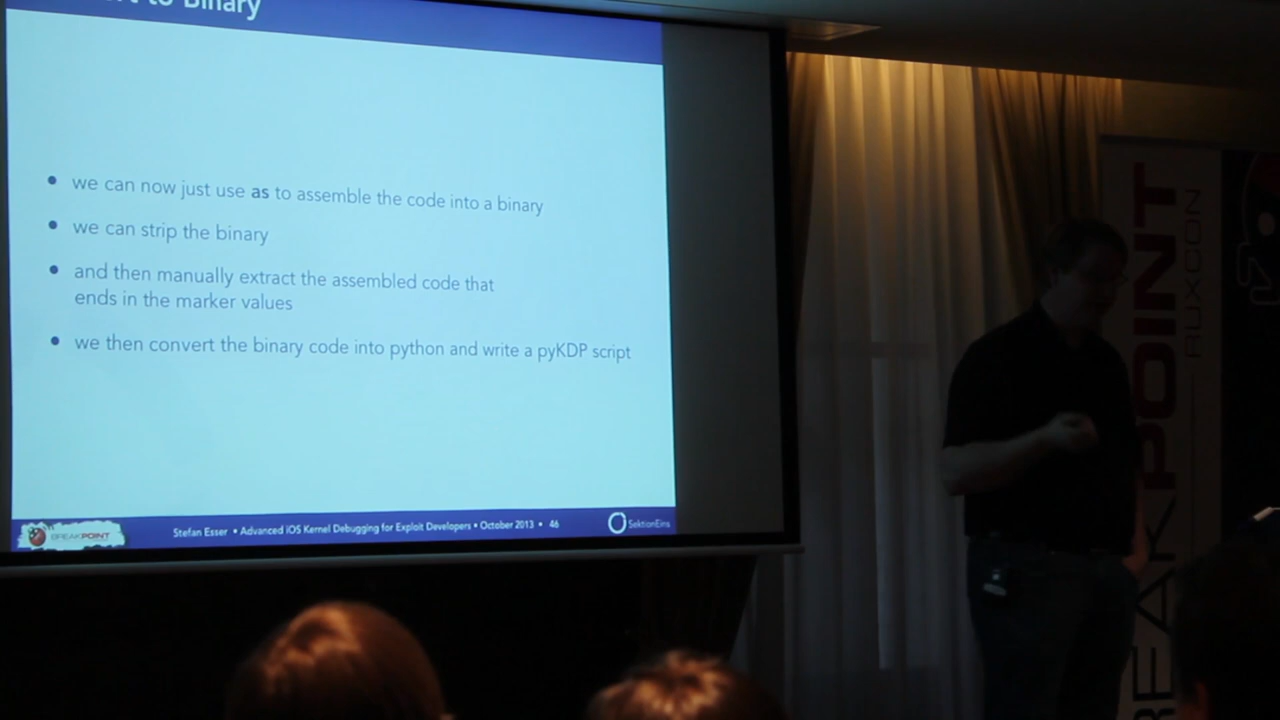 to Binary
• we can now just use as to assemble the code into a binary
• we can strip the binary
• and then manually extract the assembled code that
ends in the marker values
• we then convert the binary code into python and write a pyKDP script
BREAKPOINT
Stefan Esser • Advanced iOS Kernel Debugging for Exploit Developers • October 2013 • 46
SektionEins
BREAKPOINT
RUXCON